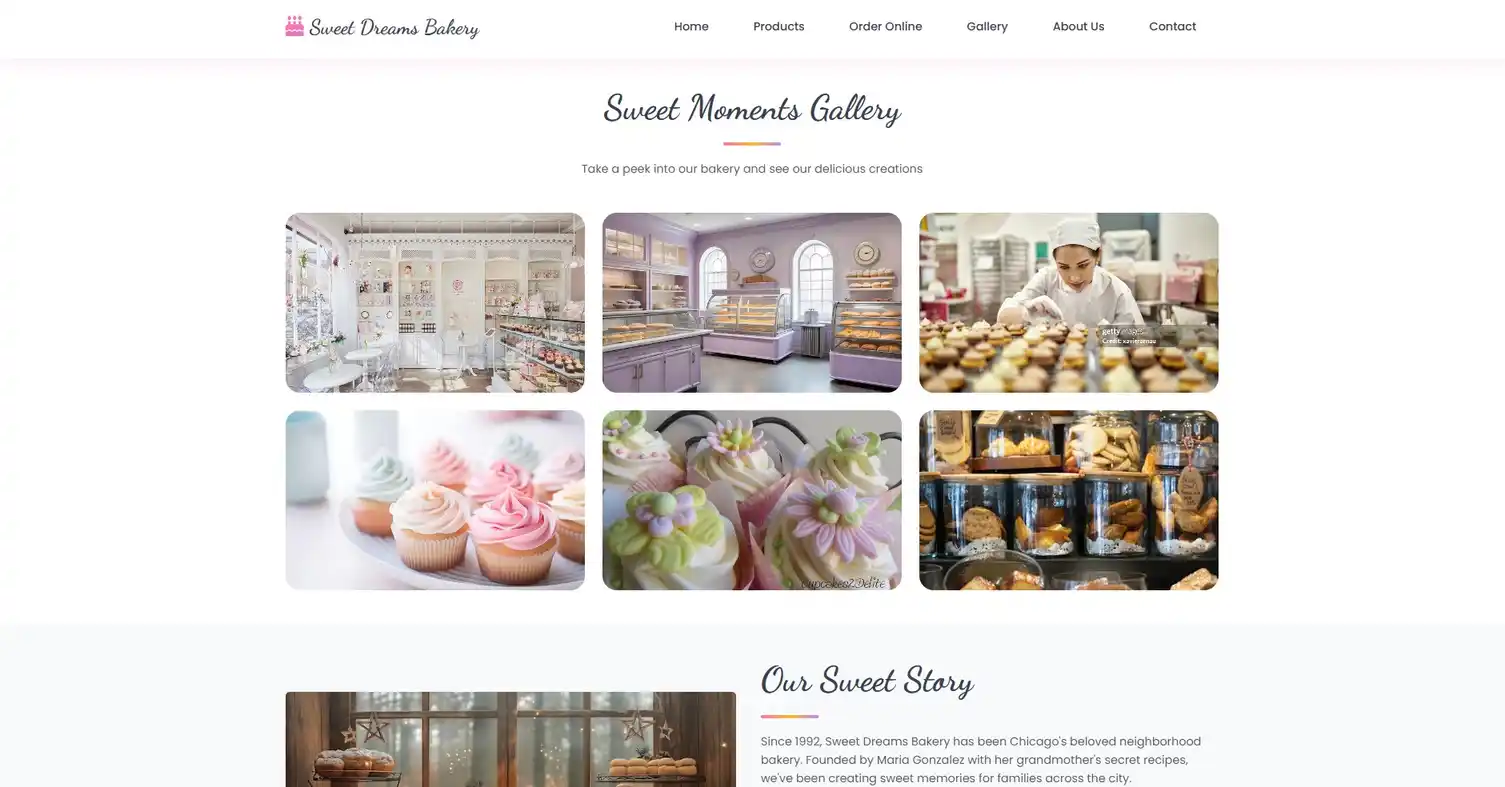 Sweet Dreams Bakery
Home
Products
Order Online
Gallery
About Us
Contact
Sweet Moments Gallery
Take a peek into our bakery and see our delicious creations
gettyimages
Credit: xavierarnau
Cupcakes2Delite
Our Sweet Story
Since 1992, Sweet Dreams Bakery has been Chicago's beloved neighborhood
bakery. Founded by Maria Gonzalez with her grandmother's secret recipes,
we've been creating sweet memories for families across the city.